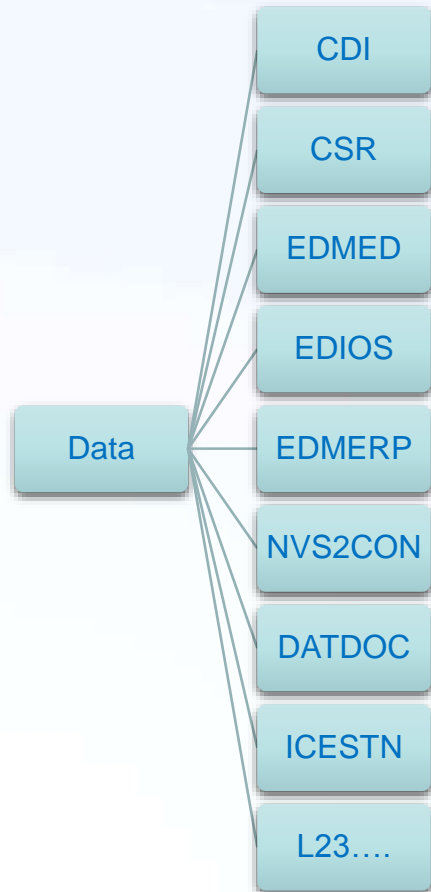 CDI
CSR
EDMED
EDIOS
Data
EDMERP
NVS2CON
DATDOC
ICESTN
L23....